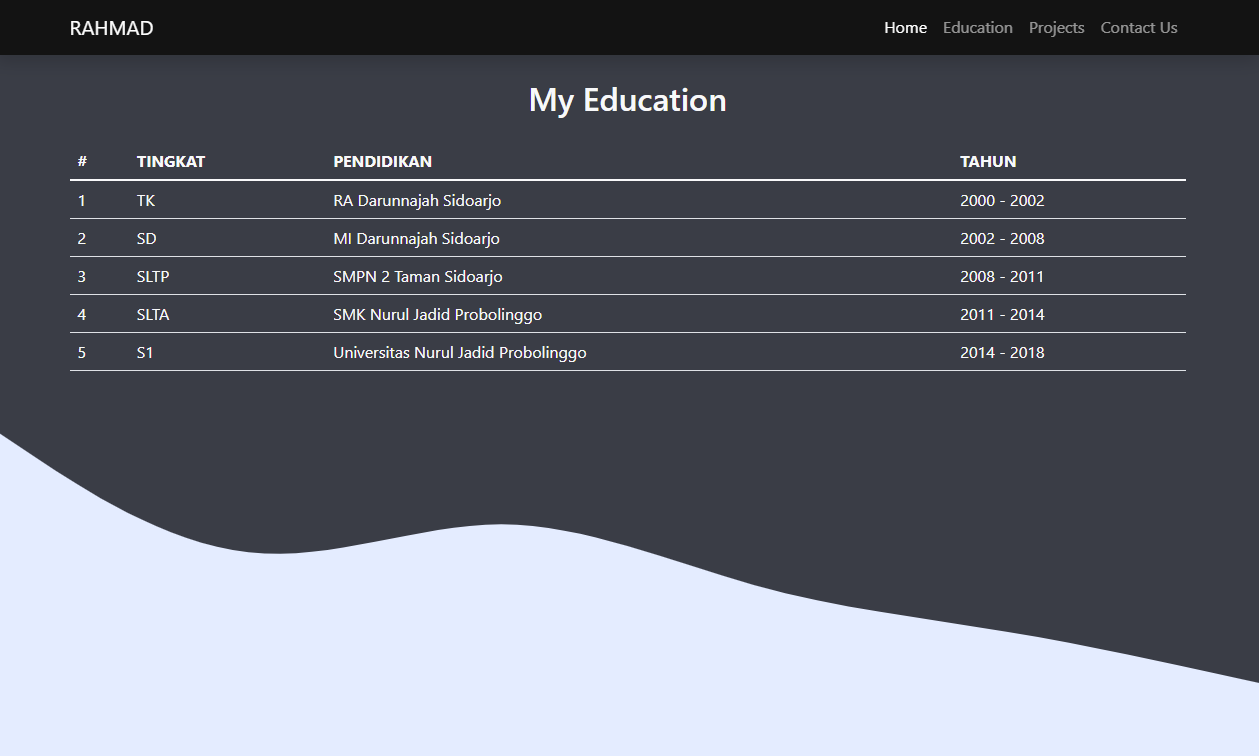 RAHMAD Home Education Projects Contact Us
My Education
# TINGKAT PENDIDIKAN TAHUN
1 TK RA Darunnajah Sidoarjo 2000 - 2002
2 SD MI Darunnajah Sidoarjo 2002 - 2008
3 SLTP SMPN 2 Taman Sidoarjo 2008 - 2011
4 SLTA SMK Nurul Jadid Probolinggo 2011 - 2014
5 S1 Universitas Nurul Jadid Probolinggo 2014 - 2018